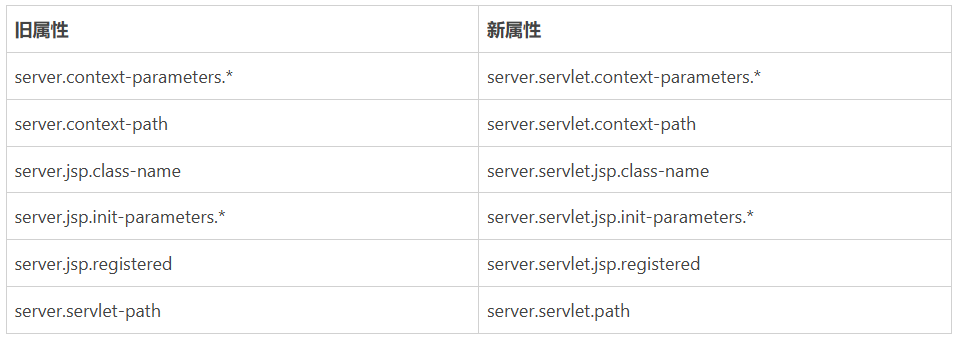 旧属性 新属性
server.context-parameters.* server.servlet.context-parameters.*
server.context-path server.servlet.context-path
server.jsp.class-name server.servlet.jsp.class-name
server.jsp.init-parameters.* server.servlet.jsp.init-parameters.*
server.jsp.registered server.servlet.jsp.registered
server.servlet-path server.servlet.path